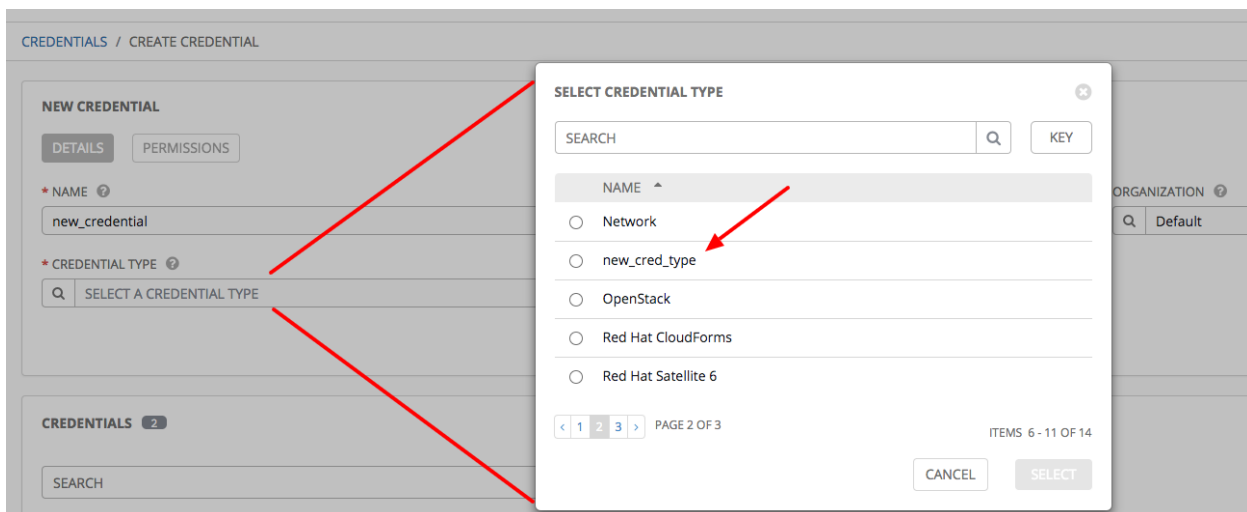 CREDENTIALS / CREATE CREDENTIAL
NEW CREDENTIAL
DETAILS
PERMISSIONS
* NAME
new_credential
* CREDENTIAL TYPE
SELECT A CREDENTIAL TYPE
CREDENTIALS 2
SEARCH
SELECT CREDENTIAL TYPE
SEARCH
KEY
NAME
Network
new_cred_type
OpenStack
Red Hat CloudForms
Red Hat Satellite 6
< 1 2 3 > PAGE 2 OF 3
ITEMS 6 - 11 OF 14
CANCEL
SELECT
ORGANIZATION
Default